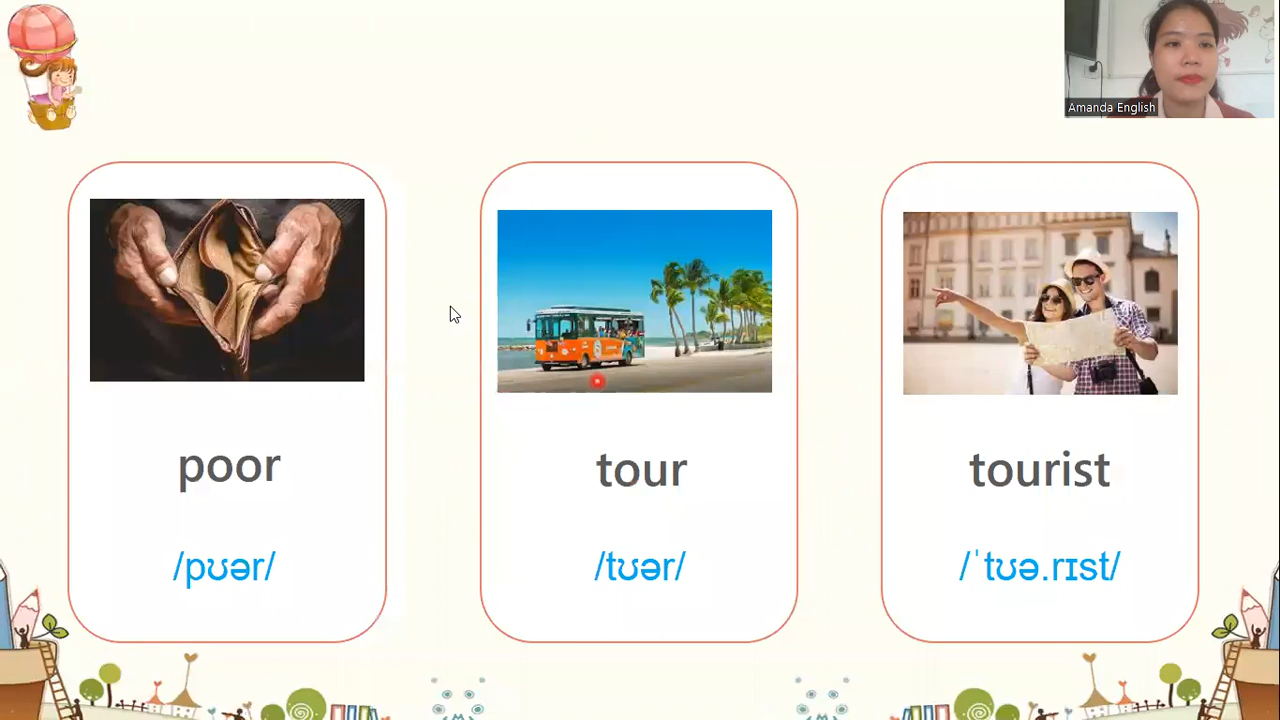 Amanda English
poor
tour
tourist
/pʊər/
/tʊər/
/ˈtʊə.rɪst/